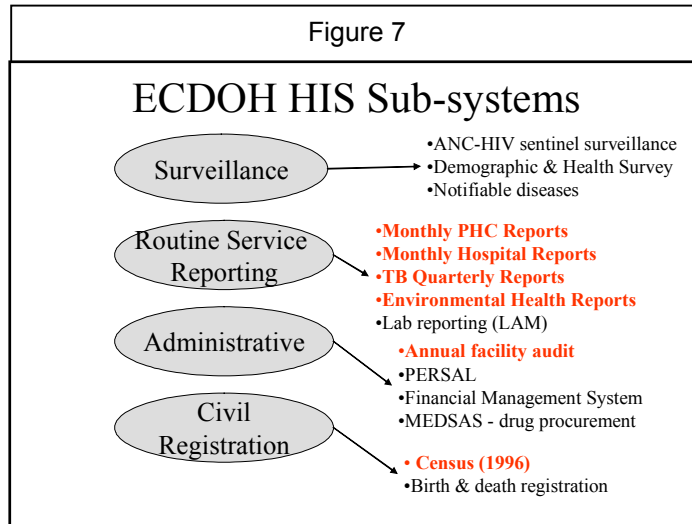 Figure 7
ECDOH HIS Sub-systems
Surveillance
•ANC-HIV sentinel surveillance
•Demographic & Health Survey
•Notifiable diseases
Routine Service
Reporting
•Monthly PHC Reports
•Monthly Hospital Reports
•TB Quarterly Reports
•Environmental Health Reports
•Lab reporting (LAM)
Administrative
•Annual facility audit
•PERSAL
•Financial Management System
•MEDSAS - drug procurement
Civil
Registration
• Census (1996)
•Birth & death registration